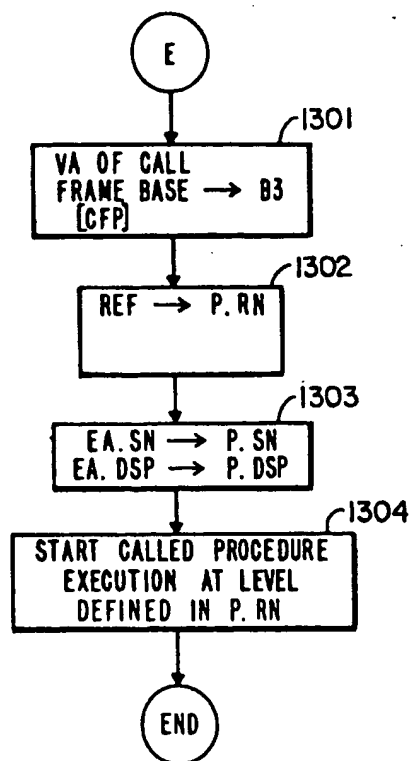 E
1301
VA OF CALL
FRAME BASE → B3
[CFP]
1302
REF → P.RN
1303
EA.SN → P.SN
EA.DSP → P.DSP
1304
START CALLED PROCEDURE
EXECUTION AT LEVEL
DEFINED IN P.RN
END